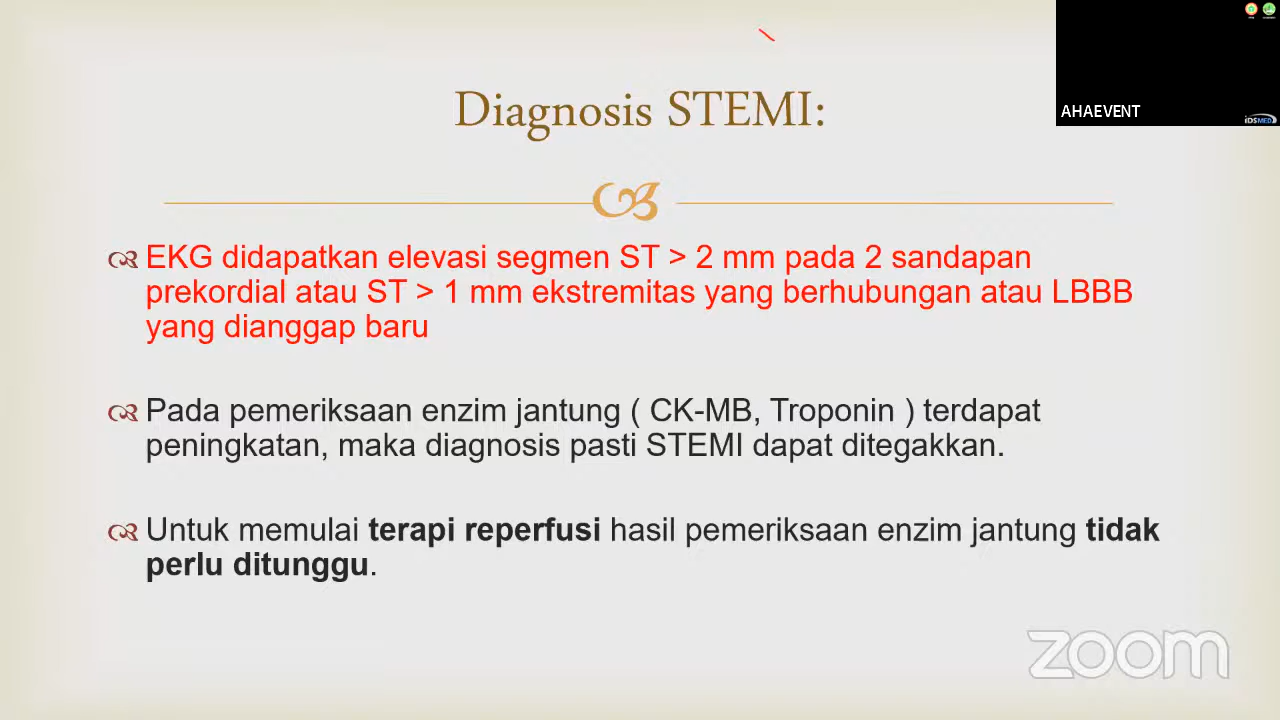 AHAEVENT
iDSMED
Diagnosis STEMI:
EKG didapatkan elevasi segmen ST > 2 mm pada 2 sandapan
prekordial atau ST > 1 mm ekstremitas yang berhubungan atau LBBB
yang dianggap baru
Pada pemeriksaan enzim jantung ( CK-MB, Troponin ) terdapat
peningkatan, maka diagnosis pasti STEMI dapat ditegakkan.
Untuk memulai terapi reperfusi hasil pemeriksaan enzim jantung tidak
perlu ditunggu.
zoom